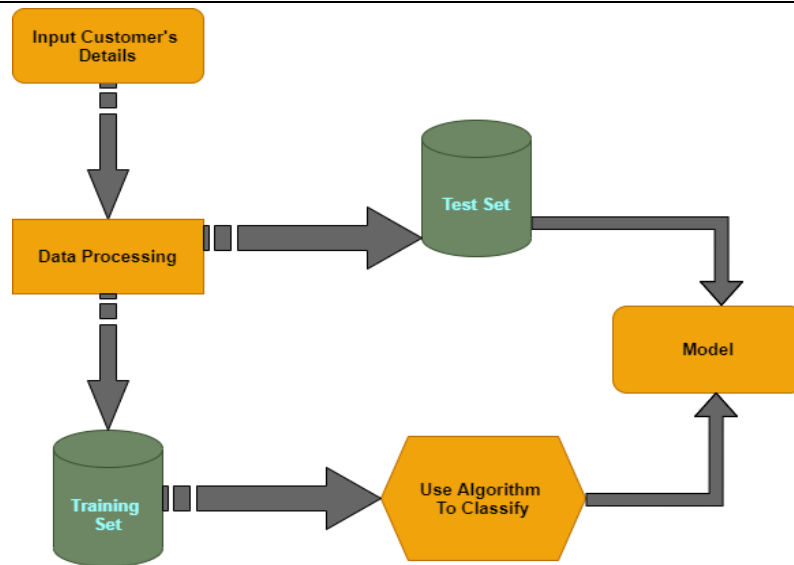 Input Customer's
Details
Test Set
Data Processing
Model
Training
Set
Use Algorithm
To Classify